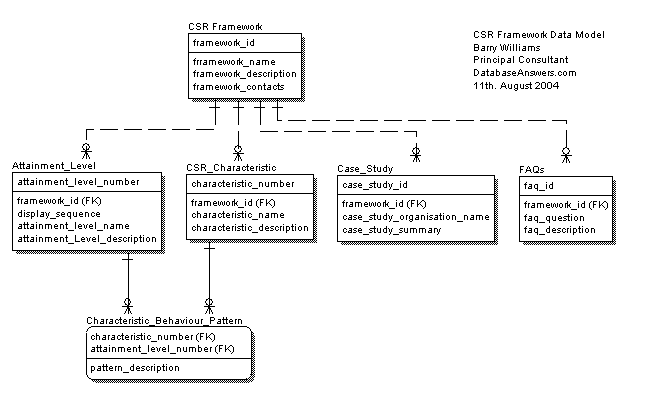 CSR Framework
framework_id
frramework_name
framework_description
framework_contacts
CSR Framework Data Model
Barry Williams
Principal Consultant
DatabaseAnswers.com
11th. August 2004
Attainment_Level
attainment_level_number
framework_id (FK)
display_sequence
attainment_level_name
attainment_Level_description
CSR_Characteristic
characteristic_number
framework_id (FK)
characteristic_name
characteristic_description
Case_Study
case_study_id
framework_id (FK)
case_study_organisation_name
case_study_summary
FAQs
faq_id
framework_id (FK)
faq_question
faq_description
Characteristic_Behaviour_Pattern
characteristic_number (FK)
attainment_level_number (FK)
pattern_description